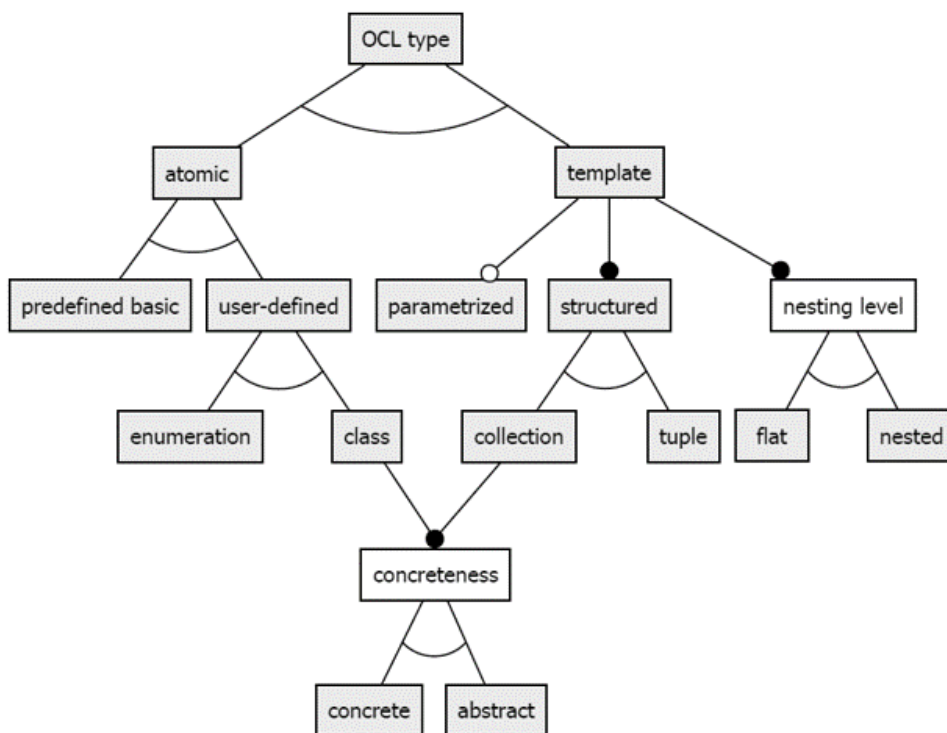 OCL type
atomic
template
predefined basic
user-defined
parametrized
structured
nesting level
enumeration
class
collection
tuple
flat
nested
concreteness
concrete
abstract